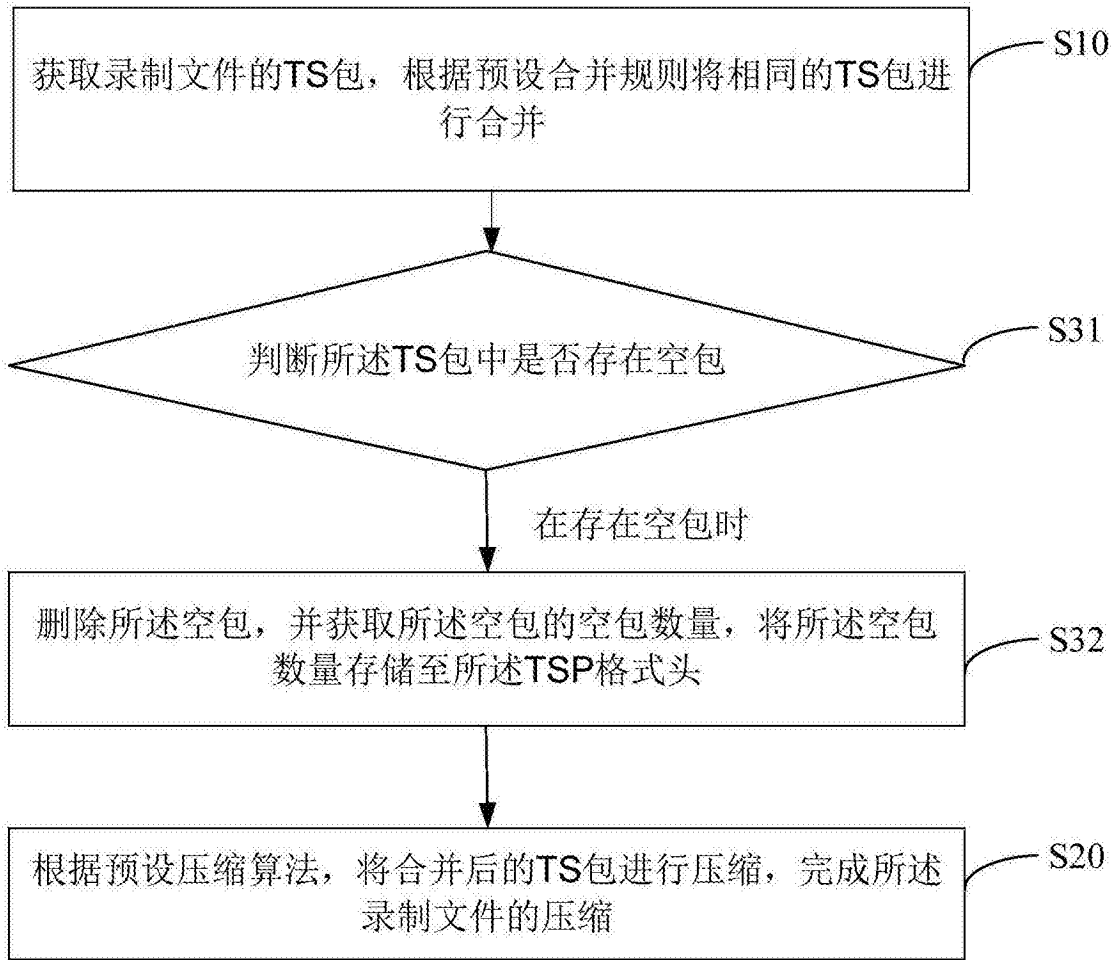 获取录制文件的TS包，根据预设合并规则将相同的TS包进
行合并
S10
判断所述TS包中是否存在空包
S31
在存在空包时
删除所述空包，并获取所述空包的空包数量，将所述空包
数量存储至所述TSP格式头
S32
根据预设压缩算法，将合并后的TS包进行压缩，完成所述
录制文件的压缩
S20